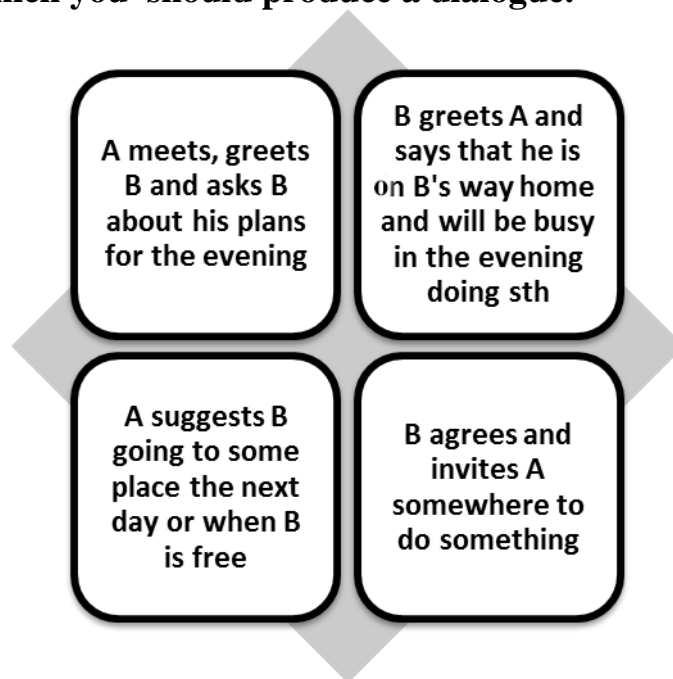 you should produce a dialogue.
A meets, greets
B and asks B
about his plans
for the evening
B greets A and
says that he is
on B's way home
and will be busy
in the evening
doing sth
A suggests B
going to some
place the next
day or when B
is free
B agrees and
invites A
somewhere to
do something